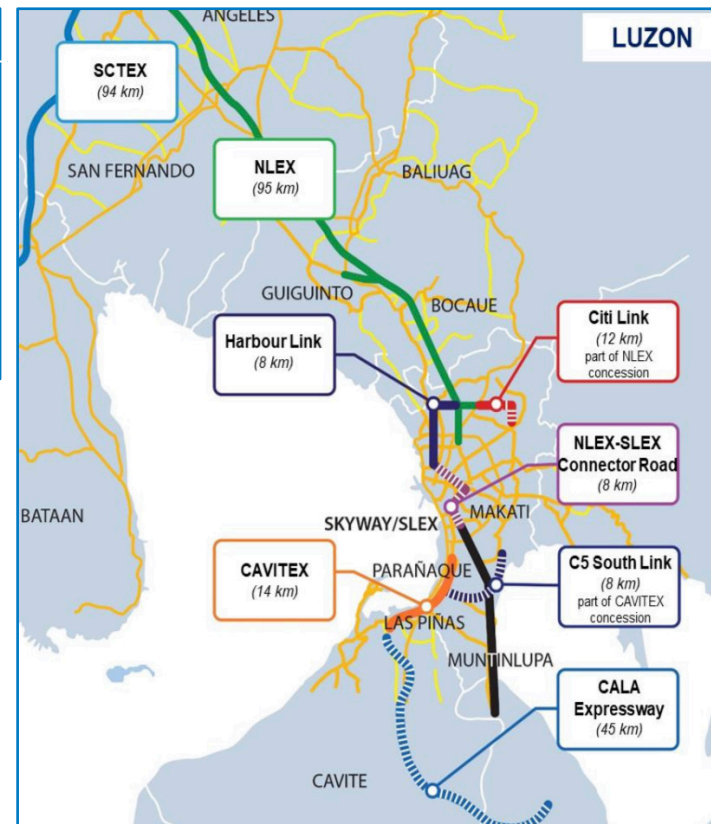 ANGELES
LUZON
SCTEX
(94 km)
SAN FERNANDO
NLEX
(95 km)
BALIUAG
GUIGUINTO
BOCAUE
Harbour Link
(8 km)
Citi Link
(12 km)
part of NLEX
concession
NLEX-SLEX
Connector Road
(8 km)
BATAAN
SKYWAY/SLEX
MAKATI
CAVITEX
(14 km)
PARAÑAQUE
C5 South Link
(8 km)
part of CAVITEX
concession
LAS PIÑAS
MUNTINLUPA
CALA
Expressway
(45 km)
CAVITE